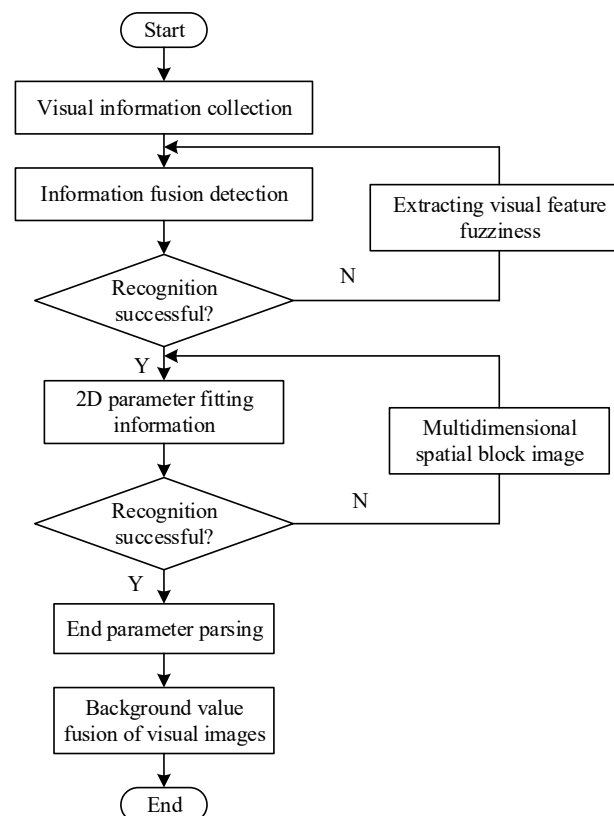 Start
Visual information collection
Information fusion detection
Extracting visual feature
fuzziness
Recognition
successful?
N
Y
2D parameter fitting
information
Multidimensional
spatial block image
Recognition
successful?
N
Y
End parameter parsing
Background value
fusion of visual images
End